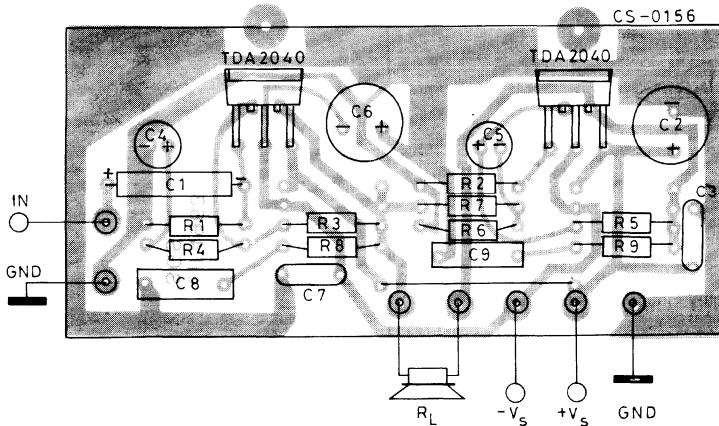 CS-0156
TDA2040
TDA2040
C6
C2
C4
C5
C1
R2
C3
IN
R7
R1
R3
R6
R5
R4
R8
C9
R9
GND
C8
C7
RL
-Vs
+Vs
GND